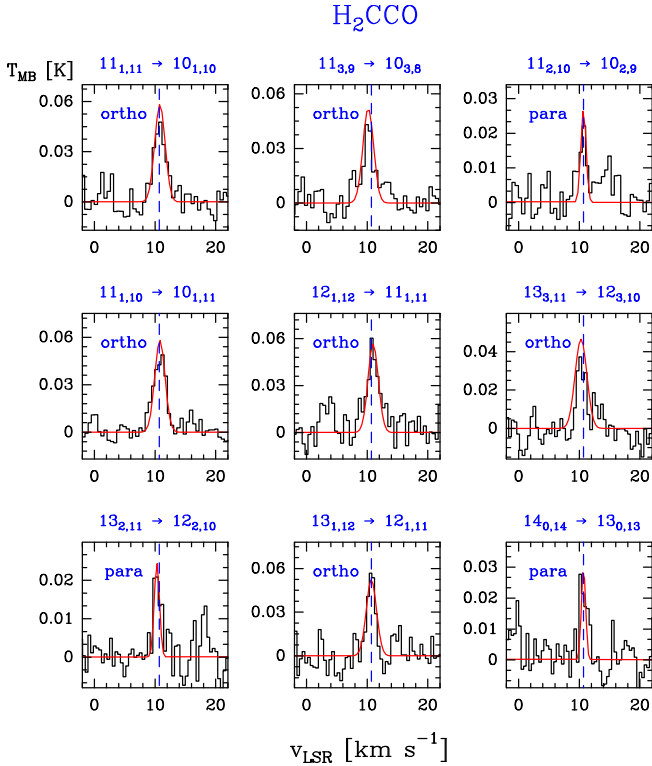 H₂CCO
T_MB [K]
11₁,₁₁ → 10₁,₁₀
11₃,₉ → 10₃,₈
11₂,₁₀ → 10₂,₉
ortho
ortho
para
0.06
0.03
0
0.06
0.03
0
0.03
0.02
0.01
0
0 10 20
0 10 20
0 10 20
11₁,₁₀ → 10₁,₁₁
12₁,₁₂ → 11₁,₁₁
13₃,₁₁ → 12₃,₁₀
ortho
ortho
ortho
0.06
0.03
0
0.06
0.03
0
0.04
0.02
0
0 10 20
0 10 20
0 10 20
13₂,₁₁ → 12₂,₁₀
13₁,₁₂ → 12₁,₁₁
14₀,₁₄ → 13₀,₁₃
para
ortho
para
0.02
0.01
0
0.06
0.03
0
0.03
0.02
0.01
0
0 10 20
0 10 20
0 10 20
v_LSR [km s⁻¹]